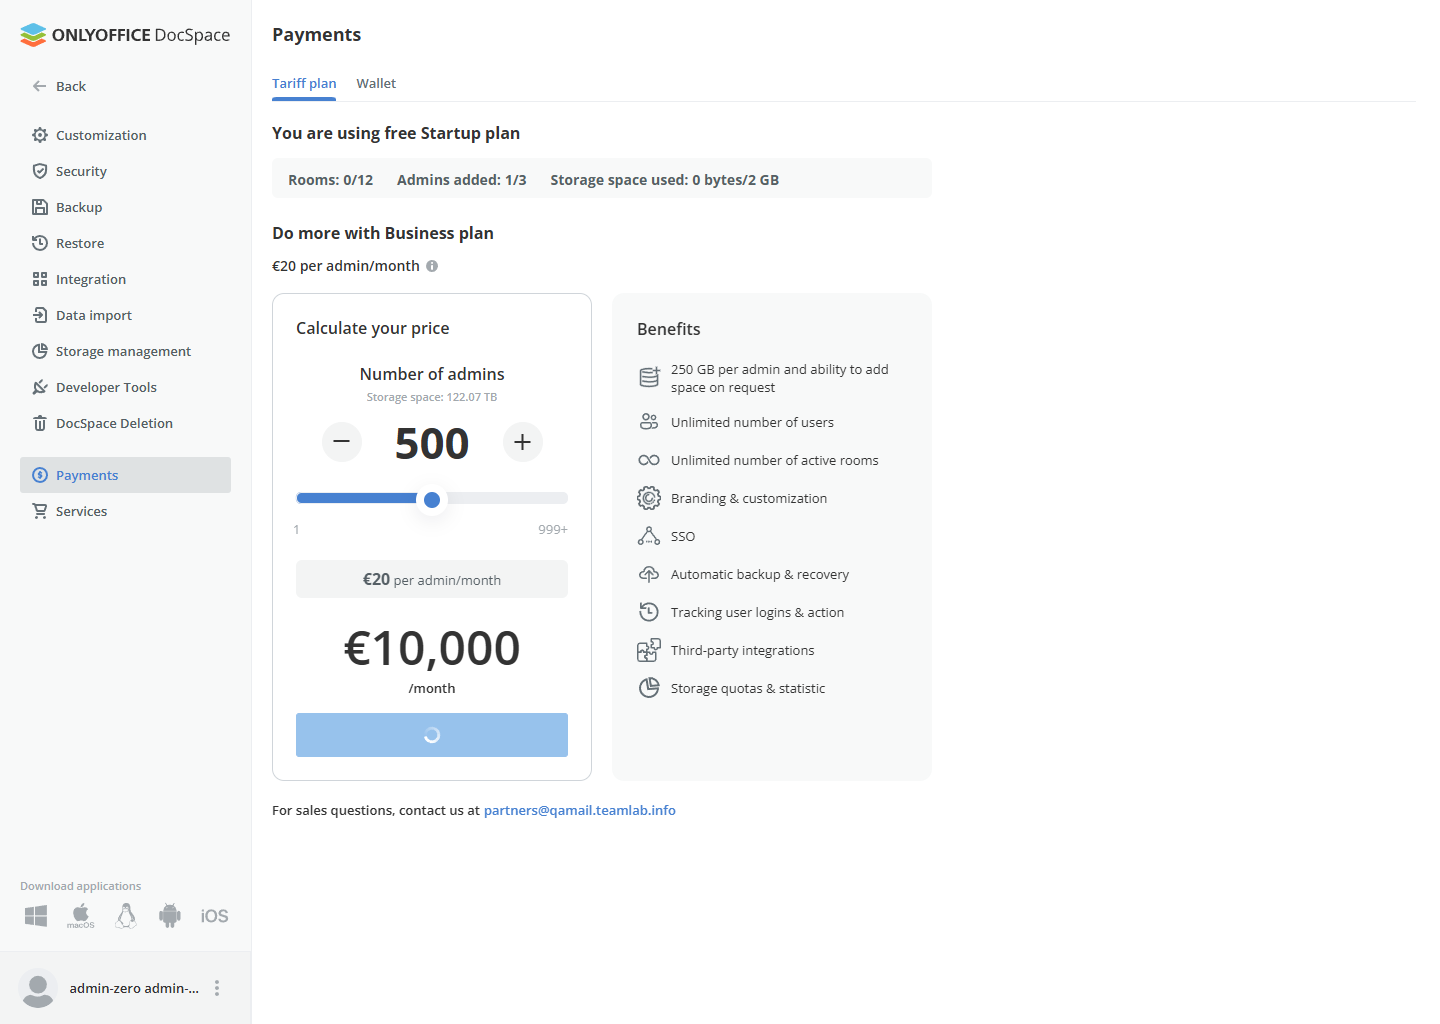 ONLYOFFICE DocSpace
Back
Customization
Security
Backup
Restore
Integration
Data import
Storage management
Developer Tools
DocSpace Deletion
Payments
Services
Download applications
macOS
iOS
admin-zero admin-...
Payments
Tariff plan
Wallet
You are using free Startup plan
Rooms: 0/12
Admins added: 1/3
Storage space used: 0 bytes/2 GB
Do more with Business plan
€20 per admin/month
Calculate your price
Number of admins
Storage space: 122.07 TB
500
1
999+
€20 per admin/month
€10,000
/month
Benefits
250 GB per admin and ability to add
space on request
Unlimited number of users
Unlimited number of active rooms
Branding & customization
SSO
Automatic backup & recovery
Tracking user logins & action
Third-party integrations
Storage quotas & statistic
For sales questions, contact us at partners@qamail.teamlab.info